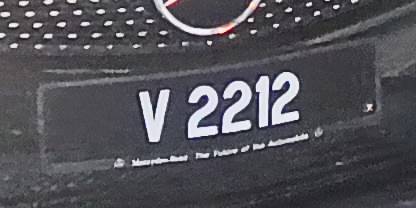 V 2212
Mercedes-Benz The Future of the Automobile